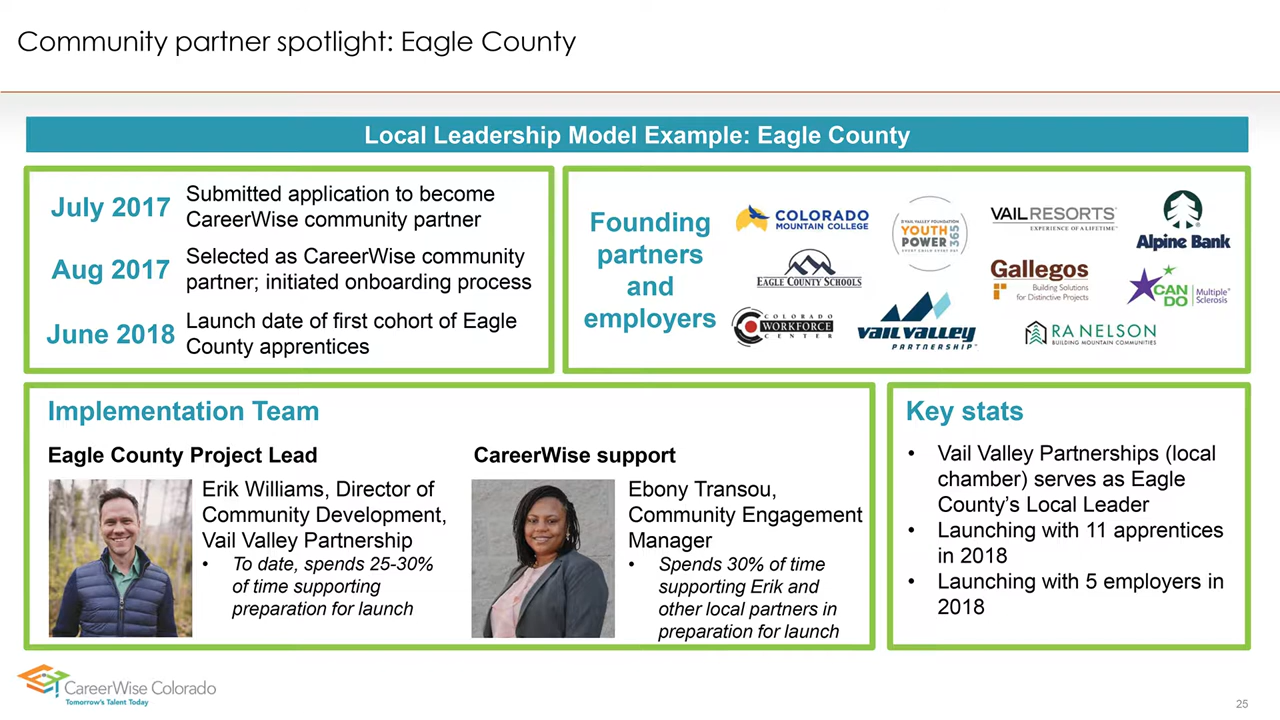 Community partner spotlight: Eagle County
Local Leadership Model Example: Eagle County
July 2017
Submitted application to become
CareerWise community partner
Aug 2017
Selected as CareerWise community
partner; initiated onboarding process
June 2018
Launch date of first cohort of Eagle
County apprentices
Founding
partners
and
employers
COLORADO
MOUNTAIN COLLEGE
YOUTH
POWER 365
VAIL RESORTS
EXPERIENCE OF A LIFETIME™
Alpine Bank
EAGLE COUNTY SCHOOLS
Gallegos
Building Solutions
for Distinctive Projects
CAN
DO
Multiple
Sclerosis
COLORADO
WORKFORCE
CENTER
VAIL VALLEY
PARTNERSHIP
RA NELSON
BUILDING MOUNTAIN COMMUNITIES
Implementation Team
Eagle County Project Lead
Erik Williams, Director of
Community Development,
Vail Valley Partnership
• To date, spends 25-30%
of time supporting
preparation for launch
CareerWise support
Ebony Transou,
Community Engagement
Manager
• Spends 30% of time
supporting Erik and
other local partners in
preparation for launch
Key stats
• Vail Valley Partnerships (local
chamber) serves as Eagle
County's Local Leader
• Launching with 11 apprentices
in 2018
• Launching with 5 employers in
2018
CareerWise Colorado
Tomorrow's Talent Today
25